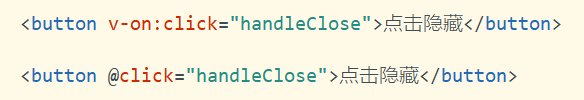 <button v-on:click="handleClose">点击隐藏</button>
<button @click="handleClose">点击隐藏</button>